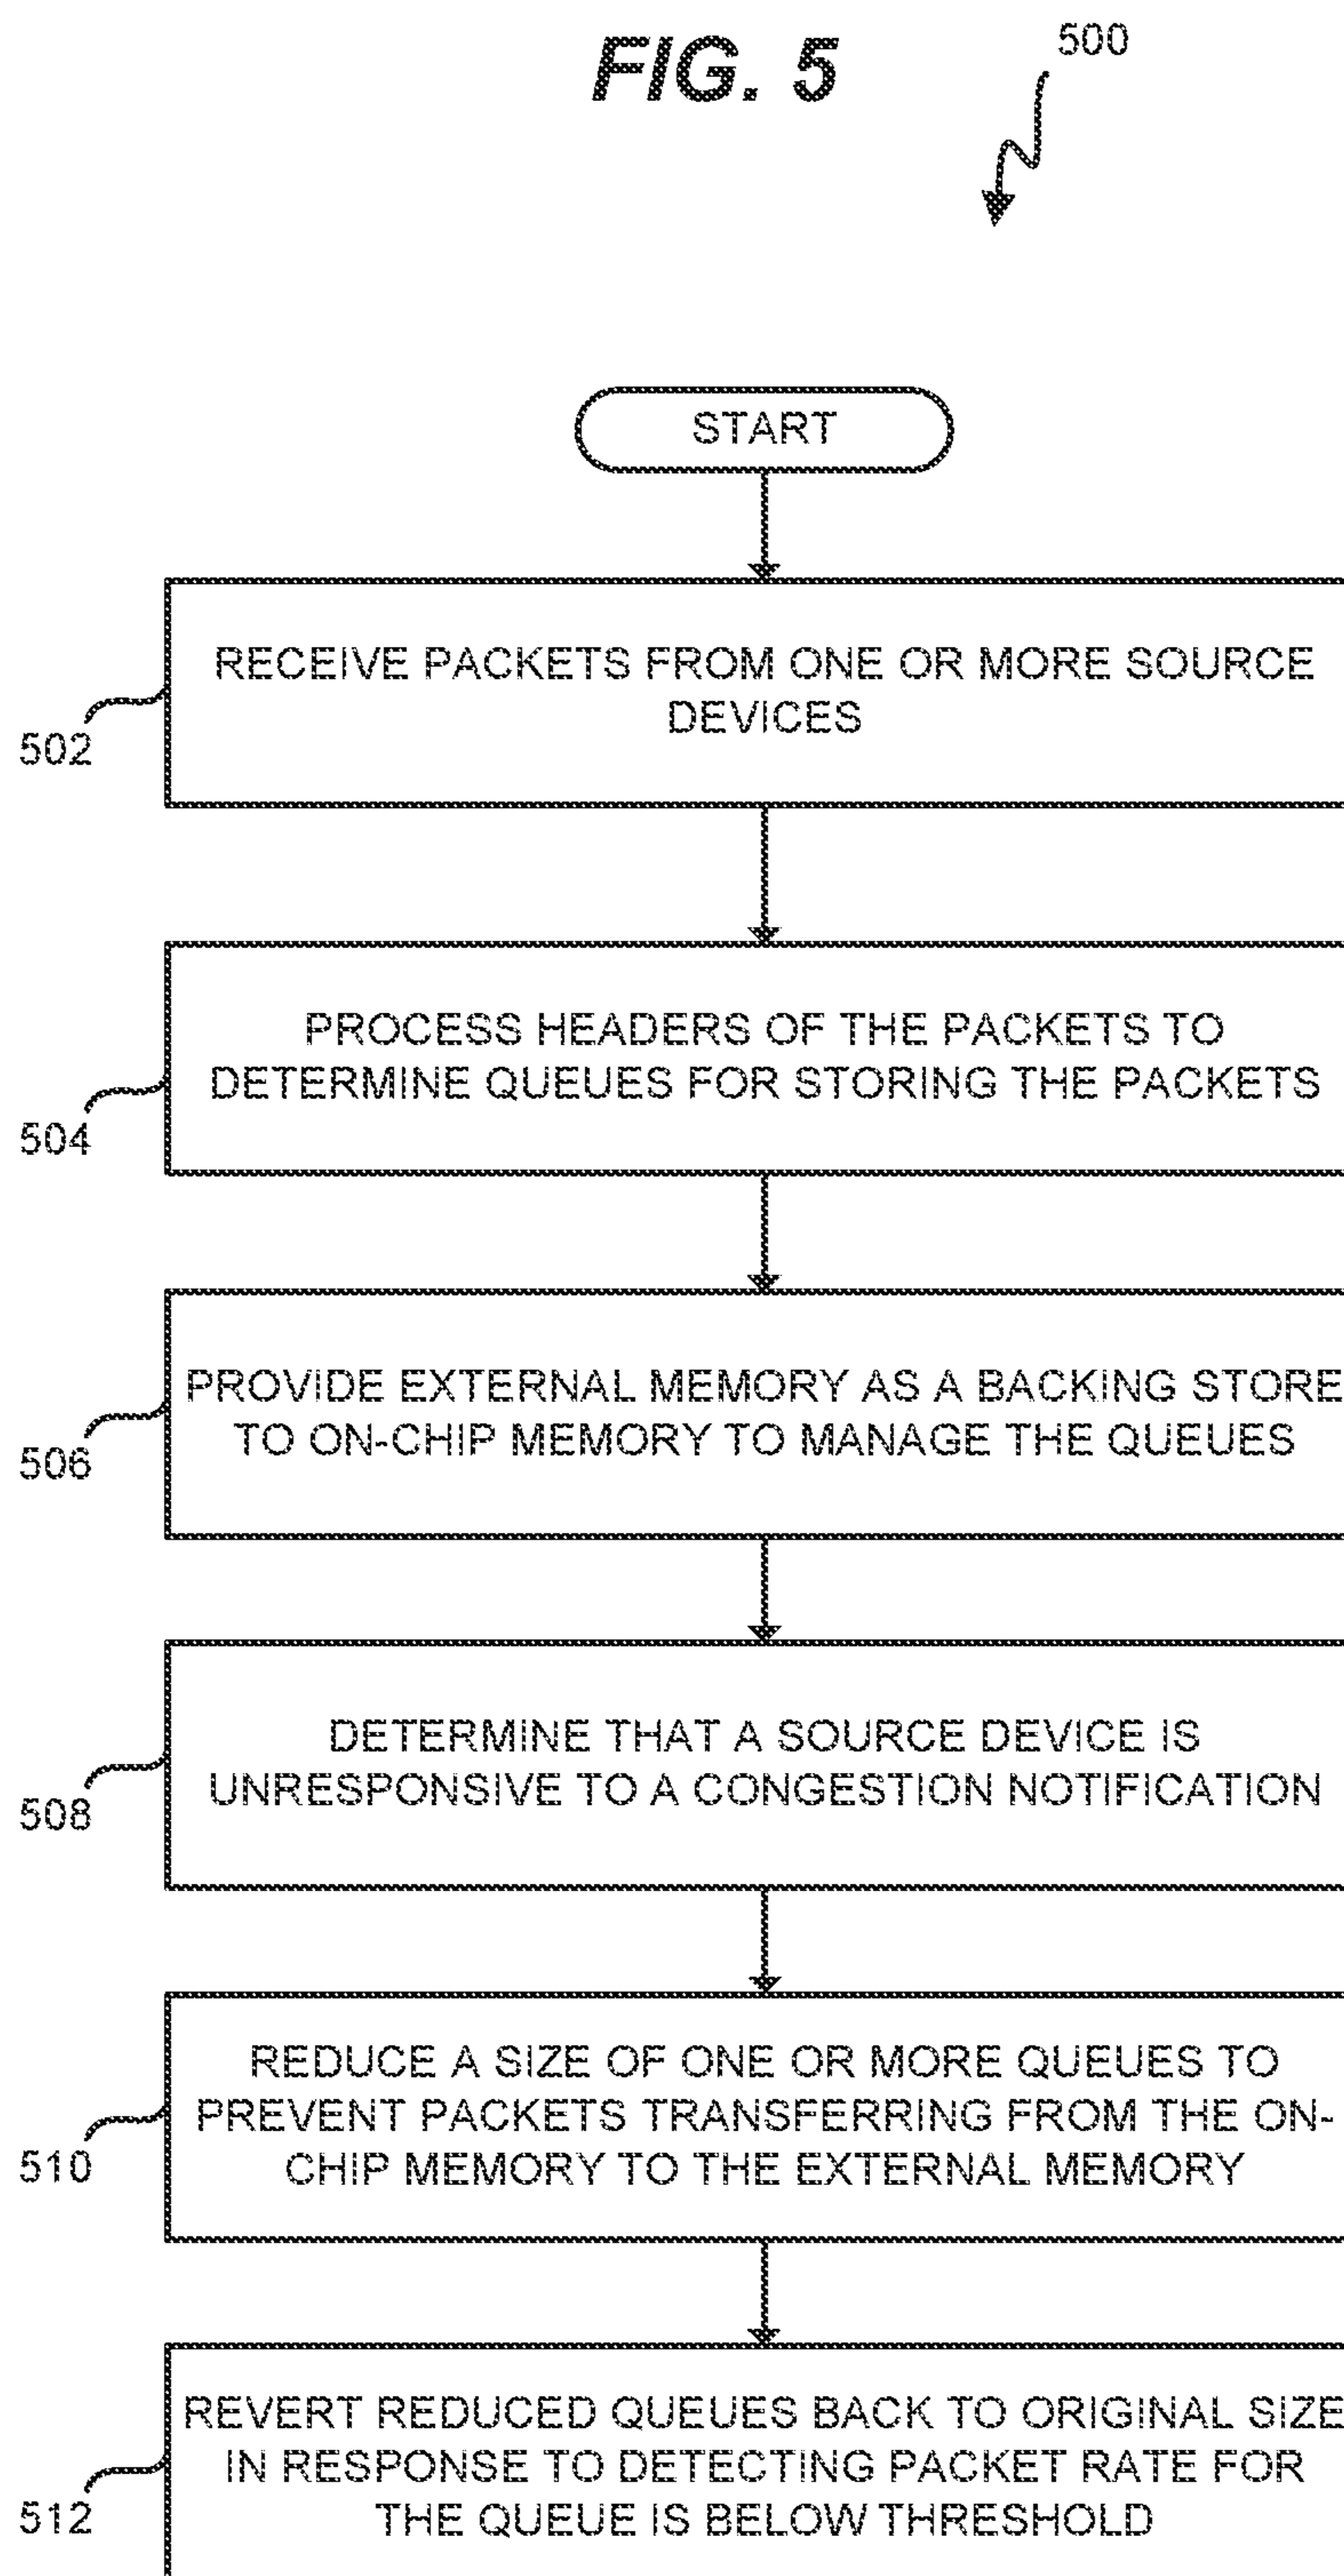 FIG. 5
500
START
RECEIVE PACKETS FROM ONE OR MORE SOURCE
DEVICES
502
PROCESS HEADERS OF THE PACKETS TO
DETERMINE QUEUES FOR STORING THE PACKETS
504
PROVIDE EXTERNAL MEMORY AS A BACKING STORE
TO ON-CHIP MEMORY TO MANAGE THE QUEUES
506
DETERMINE THAT A SOURCE DEVICE IS
UNRESPONSIVE TO A CONGESTION NOTIFICATION
508
REDUCE A SIZE OF ONE OR MORE QUEUES TO
PREVENT PACKETS TRANSFERRING FROM THE ON-
CHIP MEMORY TO THE EXTERNAL MEMORY
510
REVERT REDUCED QUEUES BACK TO ORIGINAL SIZE
IN RESPONSE TO DETECTING PACKET RATE FOR
THE QUEUE IS BELOW THRESHOLD
512